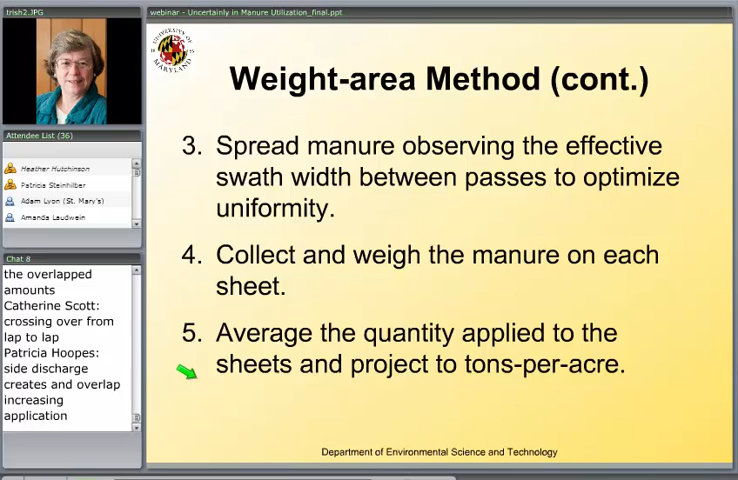 trish2.JPG
webinar - Uncertainly in Manure Utilization_final.ppt
Attendee List (36)
Heather Hutchinson
Patricia Steinhilber
Adam Lyon (St. Mary's)
Amanda Laudwein
Chat 8
the overlapped
amounts
Catherine Scott:
crossing over from
lap to lap
Patricia Hoopes:
side discharge
creates and overlap
increasing
application
UNIVERSITY OF
MARYLAND
Weight-area Method (cont.)
3. Spread manure observing the effective
swath width between passes to optimize
uniformity.
4. Collect and weigh the manure on each
sheet.
5. Average the quantity applied to the
sheets and project to tons-per-acre.
Department of Environmental Science and Technology